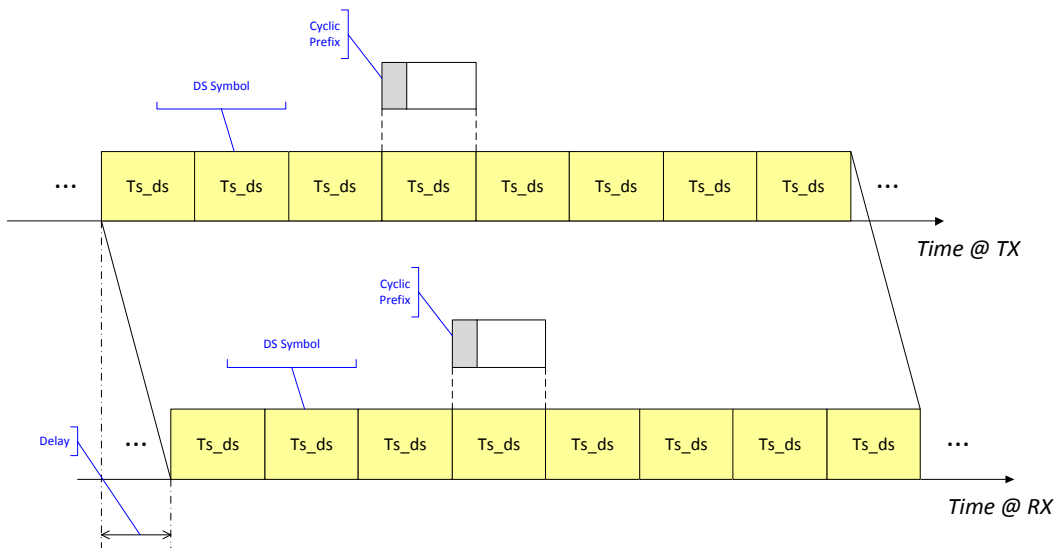 Cyclic
Prefix
DS Symbol
... Ts_ds Ts_ds Ts_ds Ts_ds Ts_ds Ts_ds Ts_ds Ts_ds ...
Time @ TX
Cyclic
Prefix
DS Symbol
Delay
... Ts_ds Ts_ds Ts_ds Ts_ds Ts_ds Ts_ds Ts_ds Ts_ds ...
Time @ RX